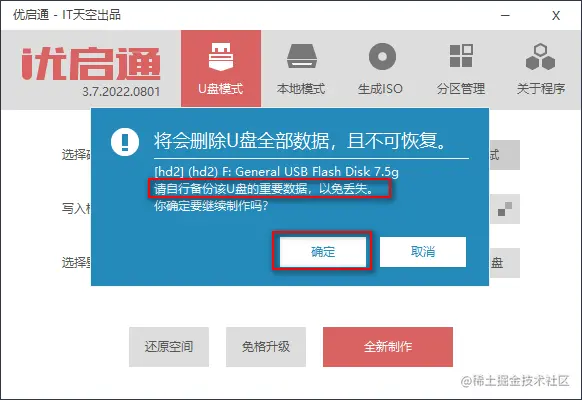 优启通 - IT天空出品
优启通
3.7.2022.0801
U盘模式
本地模式
生成ISO
分区管理
关于程序
将会删除U盘全部数据，且不可恢复。
[hd2] (hd2) F: General USB Flash Disk 7.5g
请自行备份该U盘的重要数据，以免丢失。
你确定要继续制作吗？
确定
取消
选择
试
写入
选择
盘
还原空间
免格升级
全新制作
@稀土掘金技术社区